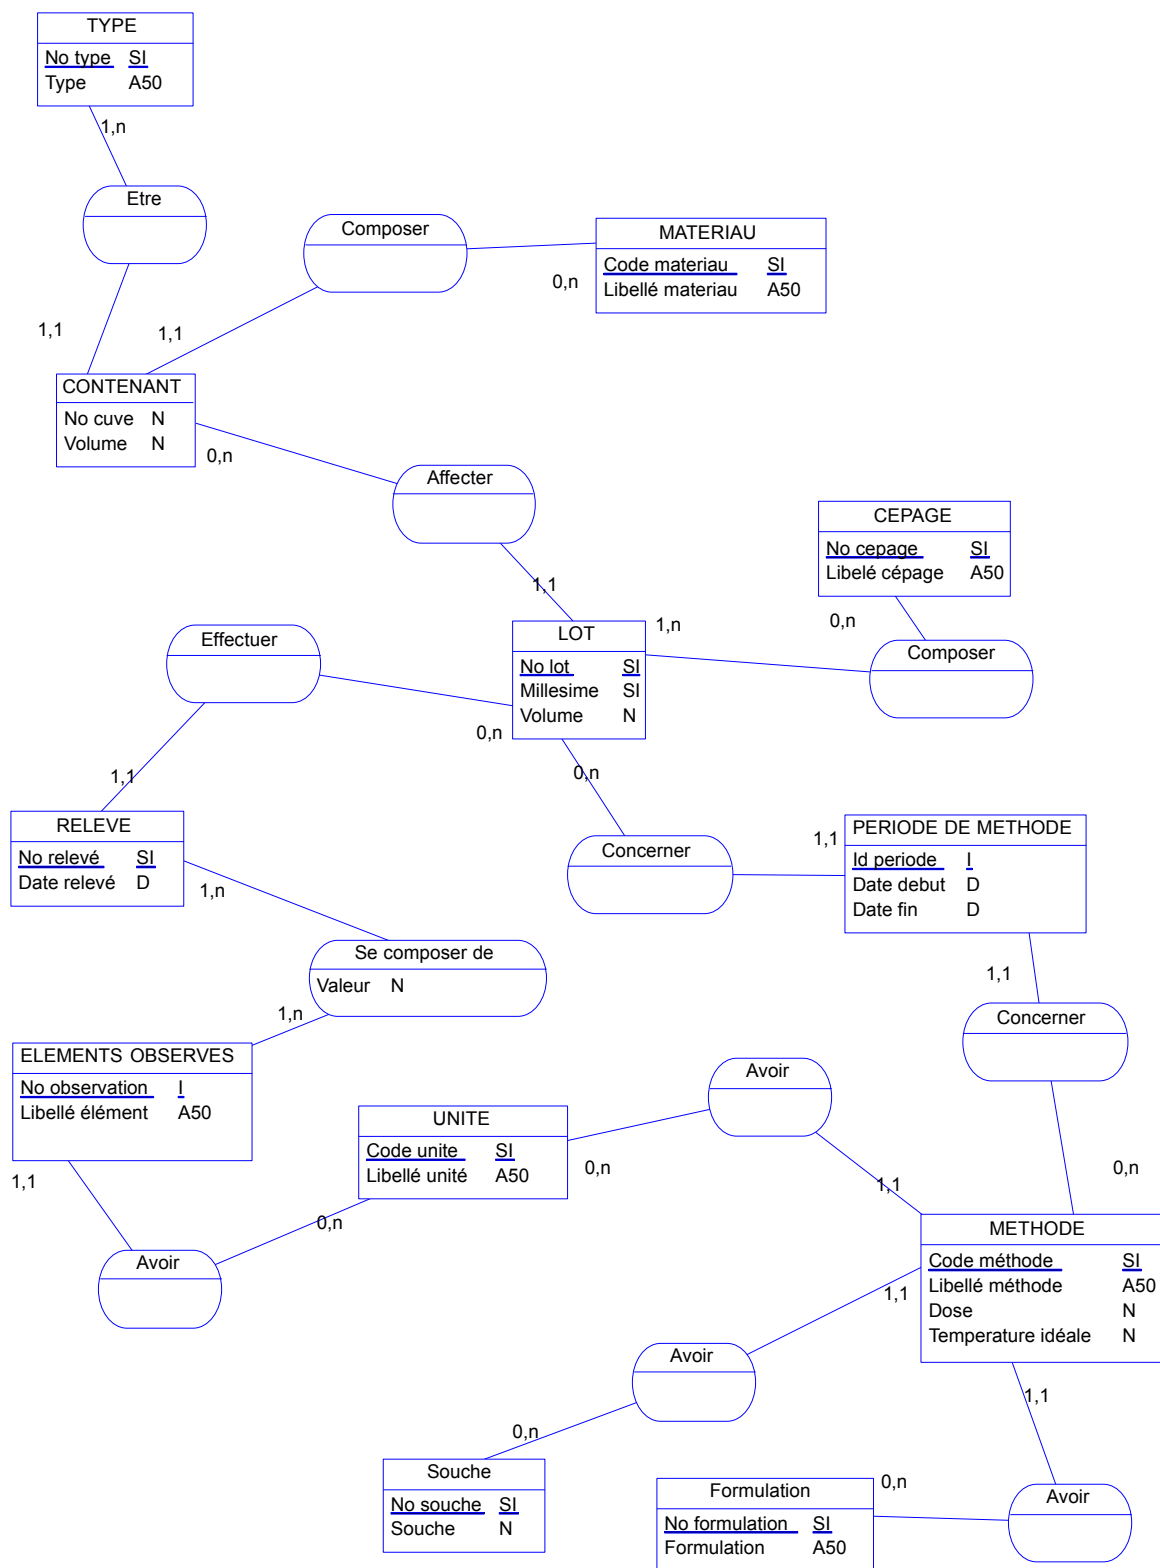 TYPE
No type SI
Type A50
1,n
Etre
1,1
Composer
1,1
0,n
MATERIAU
Code materiau SI
Libellé materiau A50
CONTENANT
No cuve N
Volume N
0,n
Affecter
1,1
CEPAGE
No cepage SI
Libelé cépage A50
0,n
Composer
1,n
LOT
No lot SI
Millesime SI
Volume N
Effectuer
0,n
1,1
0,n
RELEVE
No relevé SI
Date relevé D
1,n
Concerner
1,1
PERIODE DE METHODE
Id periode I
Date debut D
Date fin D
Se composer de
Valeur N
1,n
1,1
Concerner
ELEMENTS OBSERVES
No observation I
Libellé élément A50
1,1
UNITE
Code unite SI
Libellé unité A50
0,n
Avoir
0,n
Avoir
1,1
0,n
METHODE
Code méthode SI
Libellé méthode A50
Dose N
Temperature idéale N
1,1
Avoir
0,n
1,1
Souche
No souche SI
Souche N
Formulation
No formulation SI
Formulation A50
0,n
Avoir